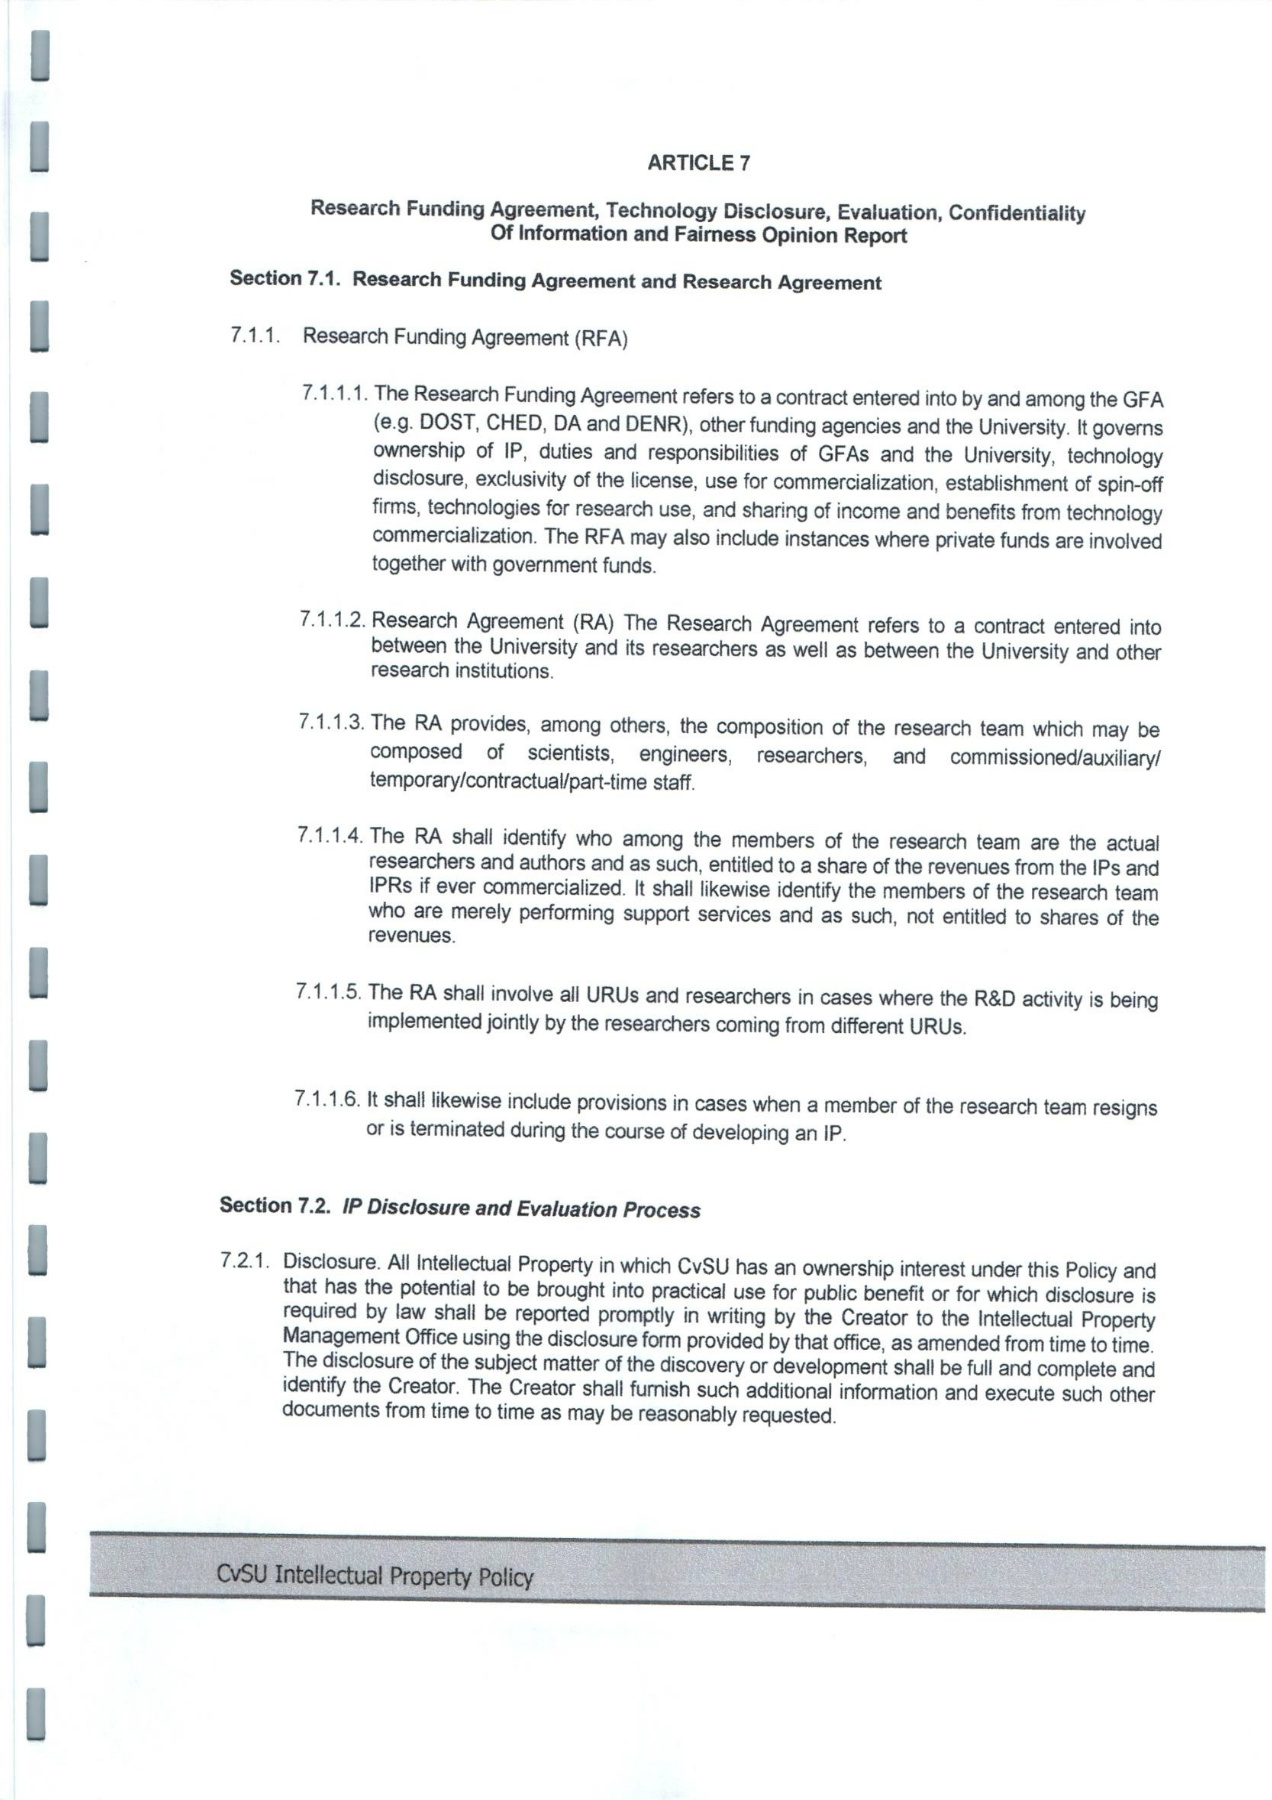 ARTICLE 7
Research Funding Agreement, Technology Disclosure, Evaluation, Confidentiality
Of Information and Fairness Opinion Report
Section 7.1. Research Funding Agreement and Research Agreement
7.1.1. Research Funding Agreement (RFA)
7.1.1.1. The Research Funding Agreement refers to a contract entered into by and among the GFA
(e.g. DOST, CHED, DA and DENR), other funding agencies and the University. It governs
ownership of IP, duties and responsibilities of GFAs and the University, technology
disclosure, exclusivity of the license, use for commercialization, establishment of spin-off
firms, technologies for research use, and sharing of income and benefits from technology
commercialization. The RFA may also include instances where private funds are involved
together with government funds.
7.1.1.2. Research Agreement (RA) The Research Agreement refers to a contract entered into
between the University and its researchers as well as between the University and other
research institutions.
7.1.1.3. The RA provides, among others, the composition of the research team which may be
composed of scientists, engineers, researchers, and commissioned/auxiliary/
temporary/contractual/part-time staff.
7.1.1.4. The RA shall identify who among the members of the research team are the actual
researchers and authors and as such, entitled to a share of the revenues from the IPs and
IPRs if ever commercialized. It shall likewise identify the members of the research team
who are merely performing support services and as such, not entitled to shares of the
revenues.
7.1.1.5. The RA shall involve all URUs and researchers in cases where the R&D activity is being
implemented jointly by the researchers coming from different URUs.
7.1.1.6. It shall likewise include provisions in cases when a member of the research team resigns
or is terminated during the course of developing an IP.
Section 7.2. IP Disclosure and Evaluation Process
7.2.1. Disclosure. All Intellectual Property in which CvSU has an ownership interest under this Policy and
that has the potential to be brought into practical use for public benefit or for which disclosure is
required by law shall be reported promptly in writing by the Creator to the Intellectual Property
Management Office using the disclosure form provided by that office, as amended from time to time.
The disclosure of the subject matter of the discovery or development shall be full and complete and
identify the Creator. The Creator shall furnish such additional information and execute such other
documents from time to time as may be reasonably requested.
CvSU Intellectual Property Policy